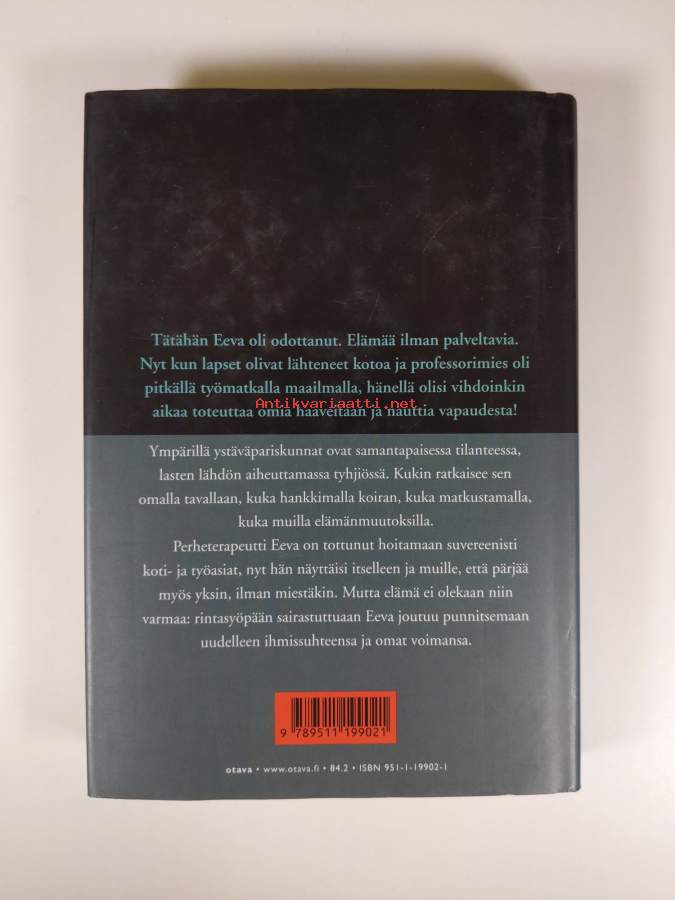 Tätähän Eeva oli odottanut. Elämää ilman palveltavia.
Nyt kun lapset olivat lähteneet kotoa ja professorimies oli
pitkällä työmatkalla maailmalla, hänellä olisi vihdoinkin
Antikvariaatti.net
aikaa toteuttaa omia haaveitaan ja nauttia vapaudesta!
Ympärillä ystäväpariskunnat ovat samantapaisessa tilanteessa,
lasten lähdön aiheuttamassa tyhjiössä. Kukin ratkaisee sen
omalla tavallaan, kuka hankkimalla koiran, kuka matkustamalla,
kuka muilla elämänmuutoksilla.
Perheterapeutti Eeva on tottunut hoitamaan suvereenisti
koti- ja työasiat, nyt hän näyttäisi itselleen ja muille, että pärjää
myös yksin, ilman miestäkin. Mutta elämä ei olekaan niin
varmaa: rintasyöpään sairastuttuaan Eeva joutuu punnitsemaan
uudelleen ihmissuhteensa ja omat voimansa.
9 789511 199021
otava • www.otava.fi • 84.2 • ISBN 951-1-19902-1